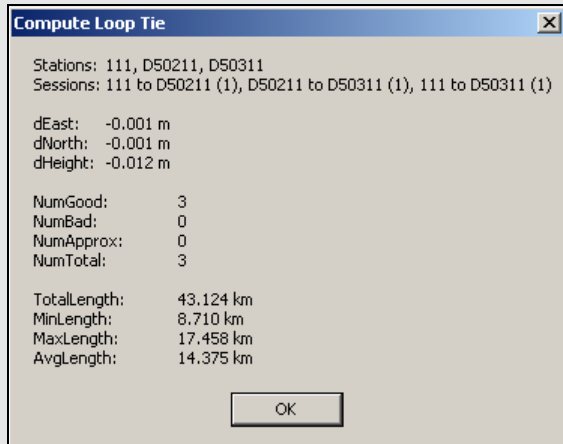 Compute Loop Tie
Stations: 111, D50211, D50311
Sessions: 111 to D50211 (1), D50211 to D50311 (1), 111 to D50311 (1)
dEast: -0.001 m
dNorth: -0.001 m
dHeight: -0.012 m
NumGood: 3
NumBad: 0
NumApprox: 0
NumTotal: 3
TotalLength: 43.124 km
MinLength: 8.710 km
MaxLength: 17.458 km
AvgLength: 14.375 km
OK